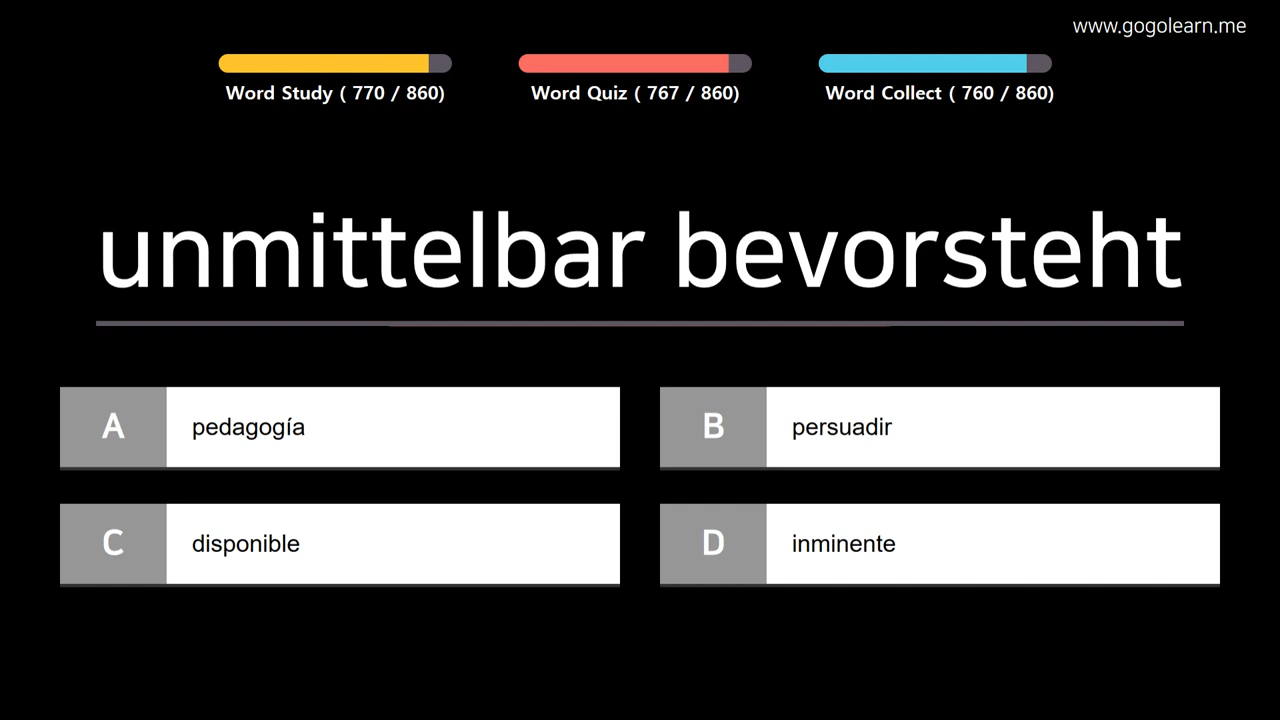 www.gogolearn.me
Word Study ( 770 / 860)
Word Quiz ( 767 / 860)
Word Collect ( 760 / 860)
unmittelbar bevorsteht
A
pedagogía
B
persuadir
C
disponible
D
inminente